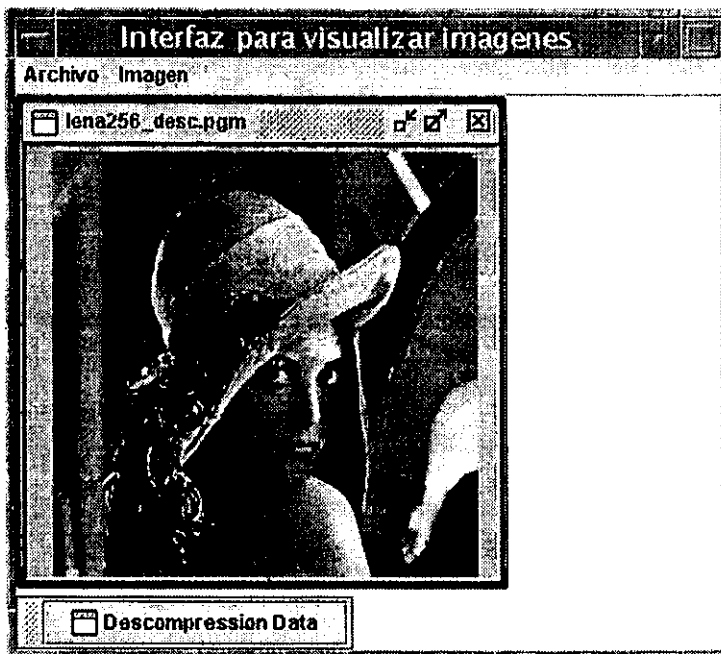 Interfaz para visualizar imagenes
Archivo Imagen
lena256_desc.pgm
Descompression Data